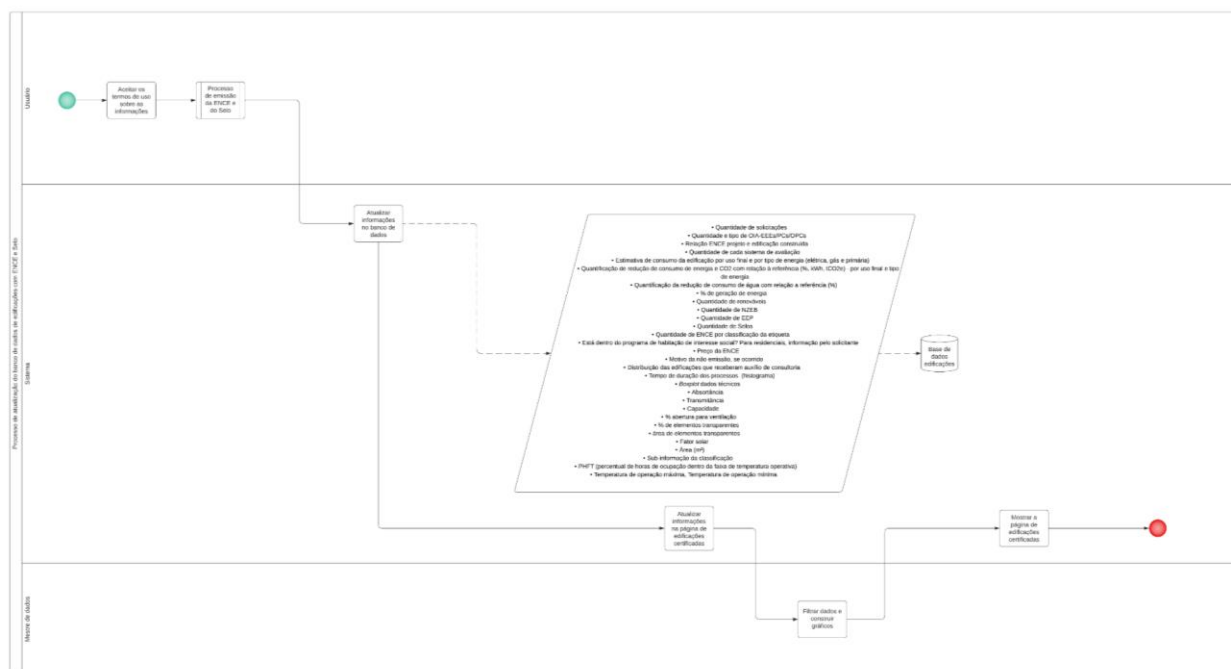 Processo de atualização do banco de dados de edificações com ENCE e Selo
Usuário
Aceitar os
termos de uso
sobre as
informações
Processo
de emissão
da ENCE e
do Selo
Sistema
Atualizar
informações
no banco de
dados
• Quantidade de solicitações
• Quantidade e tipo de OIA-EEEs/PCs/DPCs
• Relação ENCE projeto e edificação construída
• Quantidade de cada sistema de avaliação
• Estimativa de consumo da edificação por uso final e por tipo de energia (elétrica, gás e primária)
• Quantificação de redução de consumo de energia e CO2 com relação à referência (%, kWh, tCO2e) - por uso final e tipo
de energia
• Quantificação da redução de consumo de água com relação a referência (%)
• % de geração de energia
• Quantidade de renováveis
• Quantidade de NZEB
• Quantidade de EEP
• Quantidade de Selos
• Quantidade de ENCE por classificação da etiqueta
• Está dentro do programa de habitação de interesse social? Para residenciais, informação pelo solicitante
• Preço da ENCE
• Motivo da não emissão, se ocorrido
• Distribuição das edificações que receberam auxílio de consultoria
• Tempo de duração dos processos. (histograma)
• Boxplot dados técnicos
• Absortância
• Transmitância
• Capacidade
• % abertura para ventilação
• % de elementos transparentes
• área de elementos transparentes
• Fator solar
• Área (m²)
• Sub informação da classificação
• PHFT (percentual de horas de ocupação dentro da faixa de temperatura operativa)
• Temperatura de operação máxima, Temperatura de operação mínima
Base de
dados
edificações
Atualizar
informações
na página de
edificações
certificadas
Mostrar a
página de
edificações
certificadas
Mestre de dados
Filtrar dados e
construir
gráficos